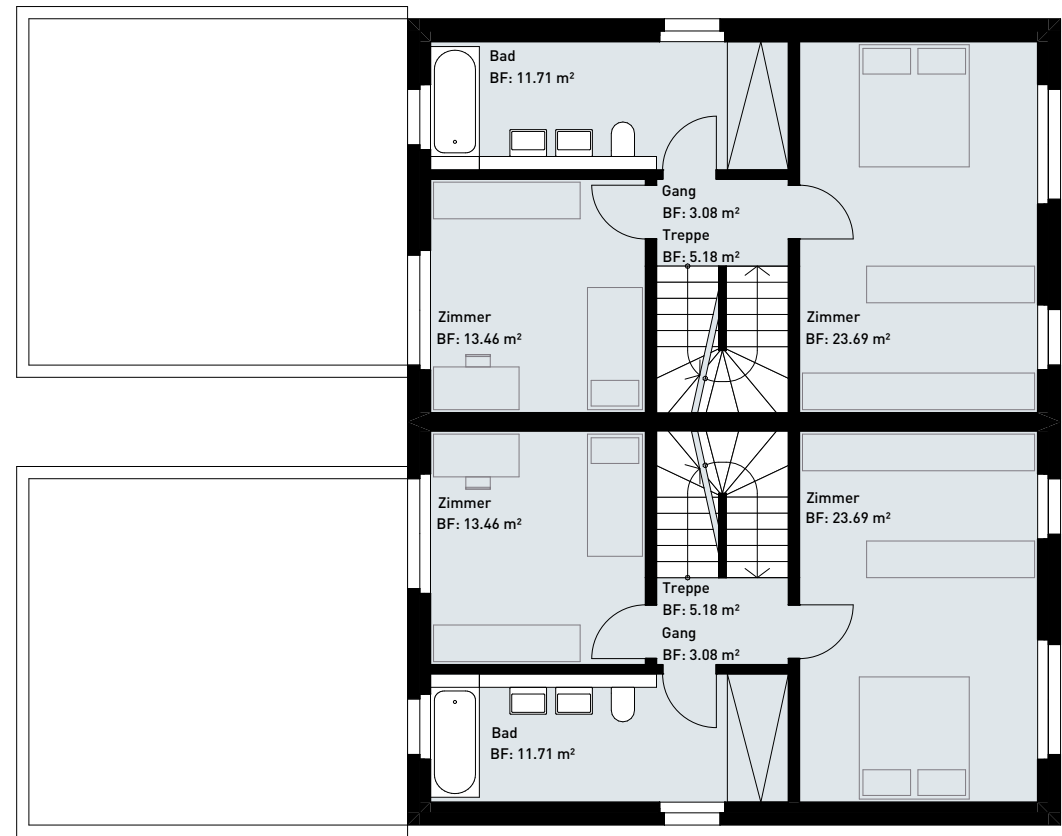 Bad
BF: 11.71 m²
Gang
BF: 3.08 m²
Treppe
BF: 5.18 m²
Zimmer
BF: 13.46 m²
Zimmer
BF: 23.69 m²
Zimmer
BF: 13.46 m²
Zimmer
BF: 23.69 m²
Treppe
BF: 5.18 m²
Gang
BF: 3.08 m²
Bad
BF: 11.71 m²